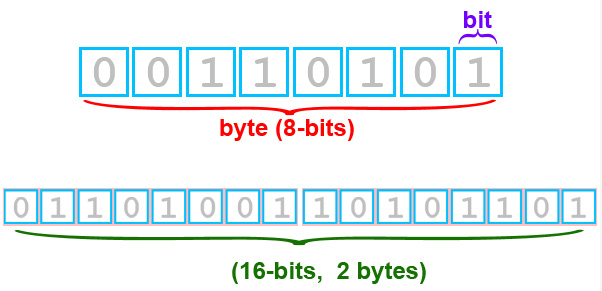 bit
0 0 1 1 0 1 0 1
byte (8-bits)
0 1 1 0 1 0 0 1 1 0 1 0 1 1 0 1
(16-bits, 2 bytes)